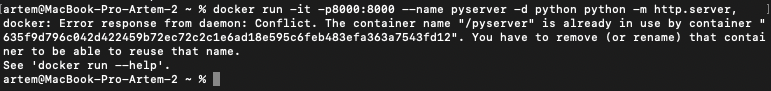 [artem@MacBook-Pro-Artem-2 ~ % docker run -it -p8000:8000 --name pyserver -d python python -m http.server, ]
docker: Error response from daemon: Conflict. The container name "/pyserver" is already in use by container "
635f9d796c042d422459b72ec72c2c1e6ad18e595c6feb483efa363a7543fd12". You have to remove (or rename) that contai
ner to be able to reuse that name.
See 'docker run --help'.
artem@MacBook-Pro-Artem-2 ~ %